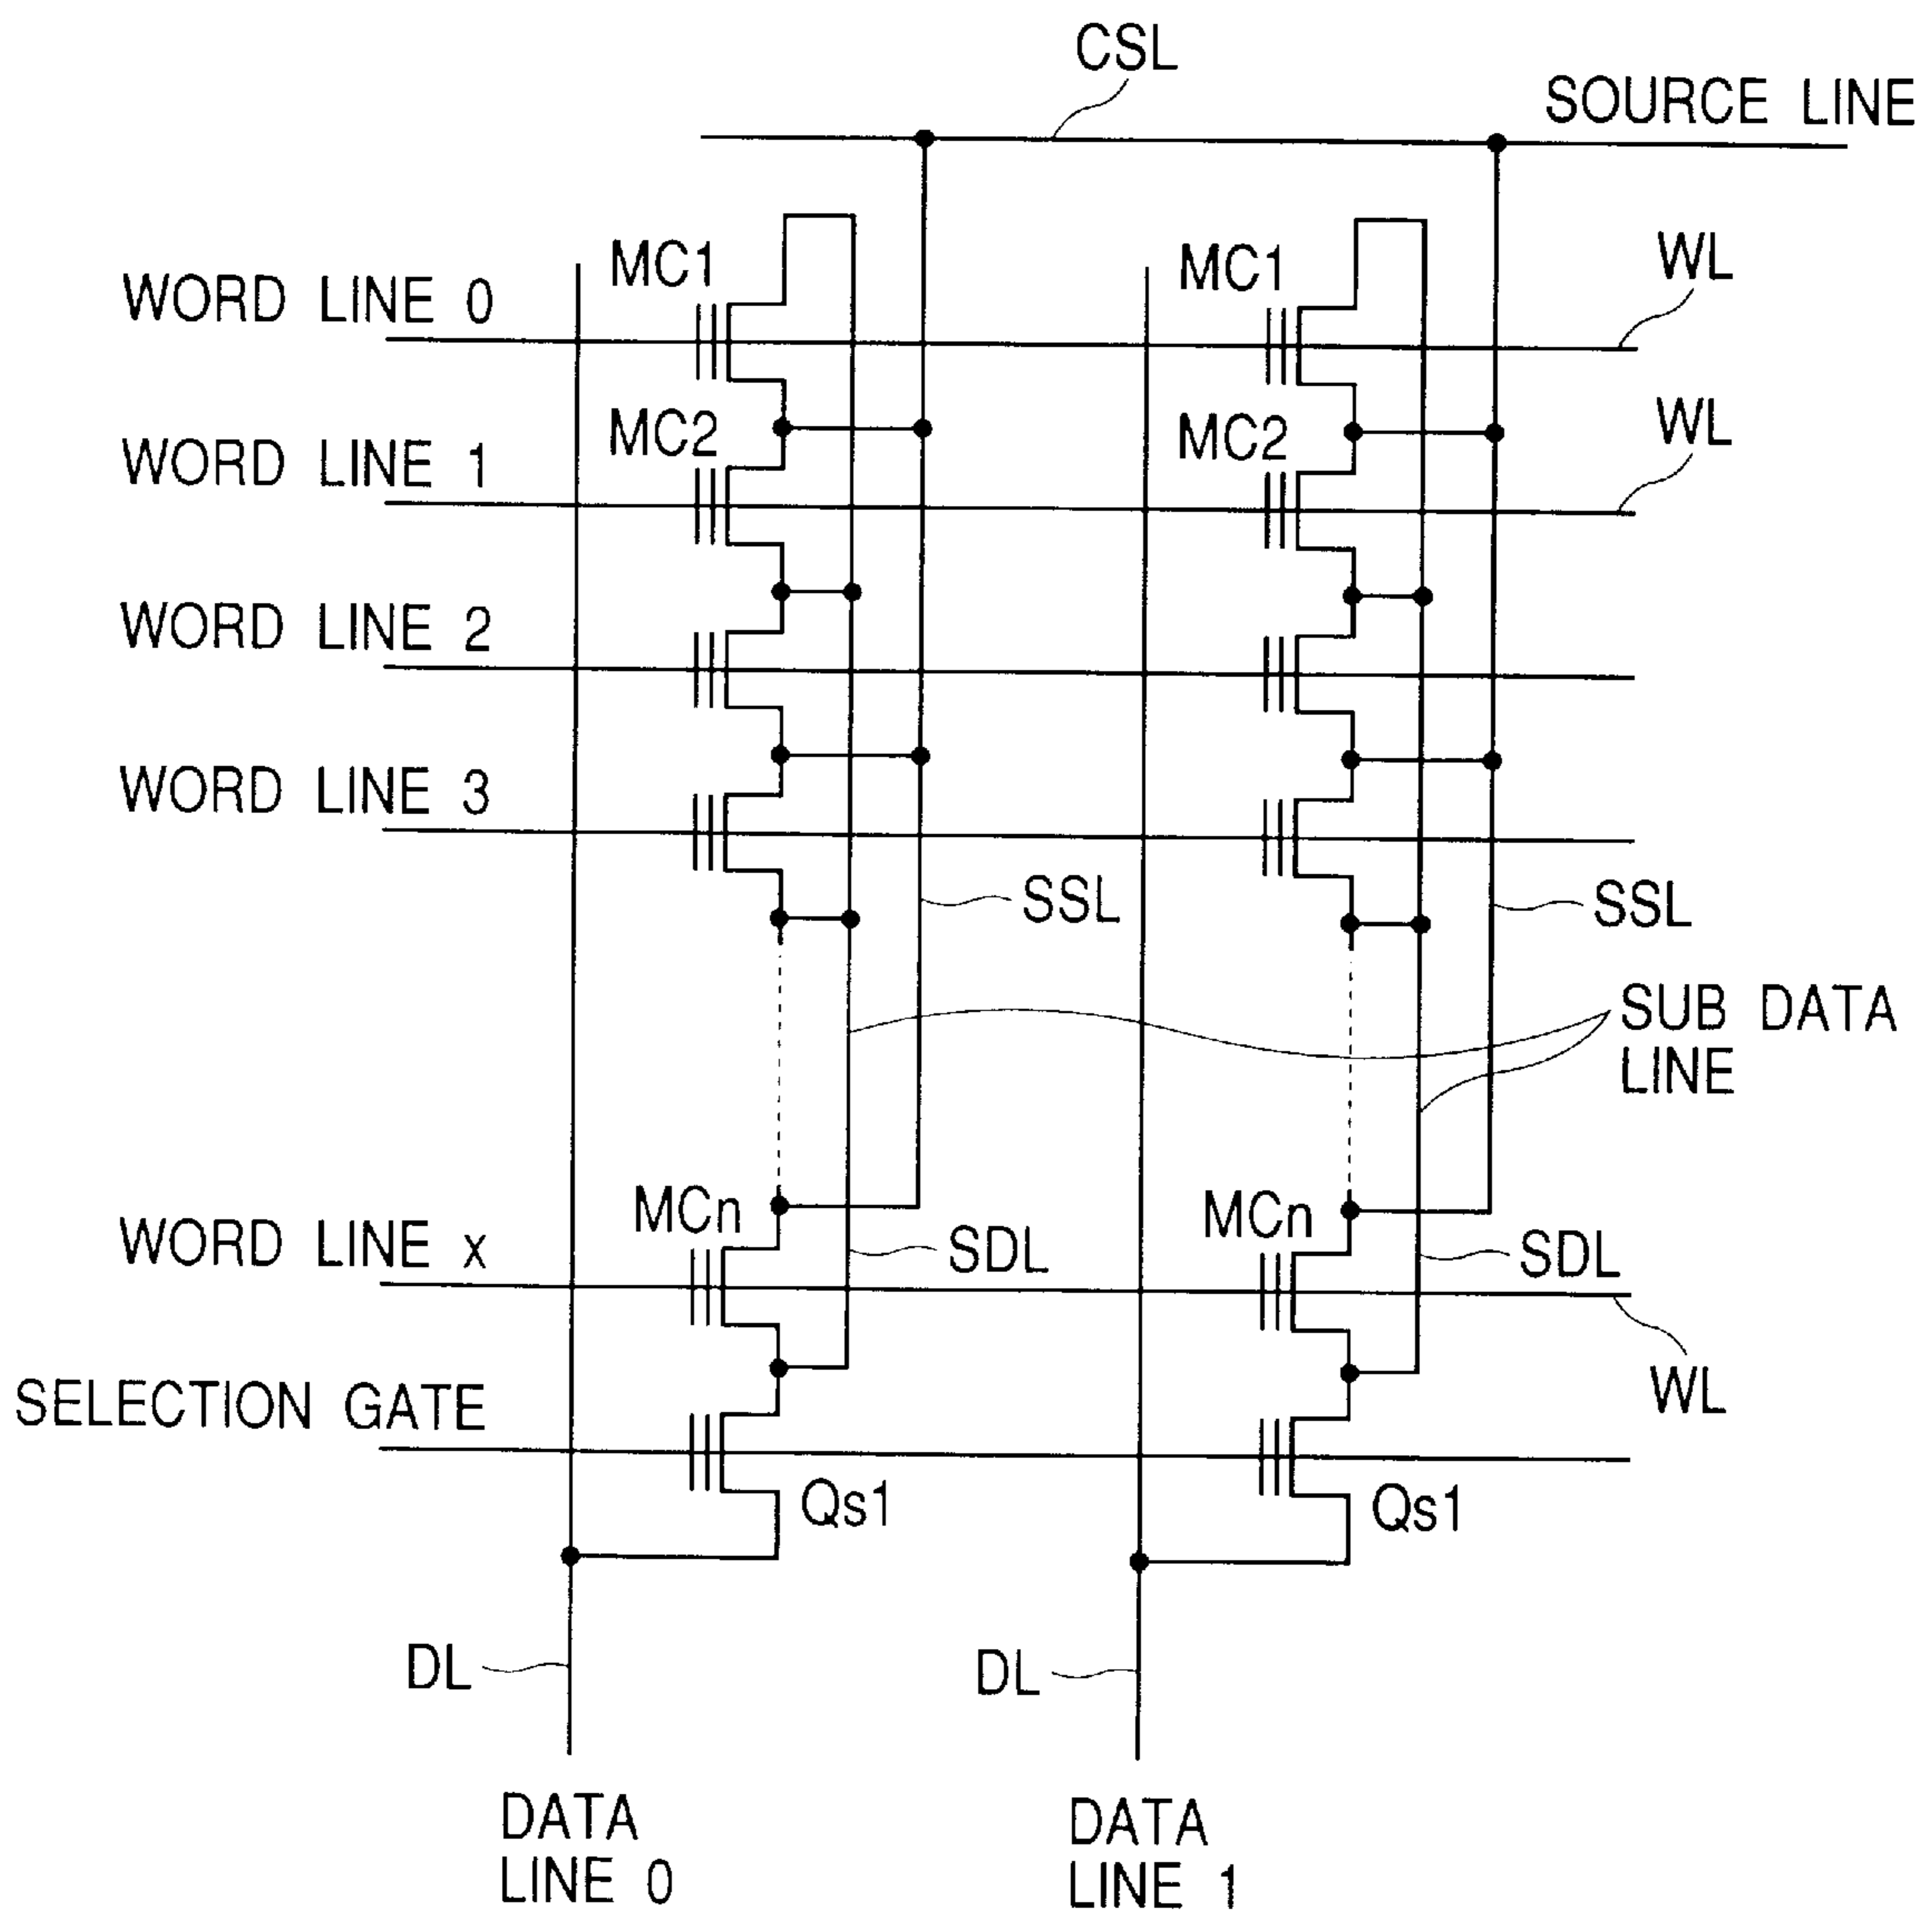 CSL
SOURCE LINE
MC1
MC1
WL
WORD LINE 0
MC2
MC2
WL
WORD LINE 1
WORD LINE 2
WORD LINE 3
SSL
SSL
SUB DATA
LINE
MCn
MCn
WORD LINE x
SDL
SDL
WL
SELECTION GATE
Qs1
Qs1
DL
DL
DATA
LINE 0
DATA
LINE 1